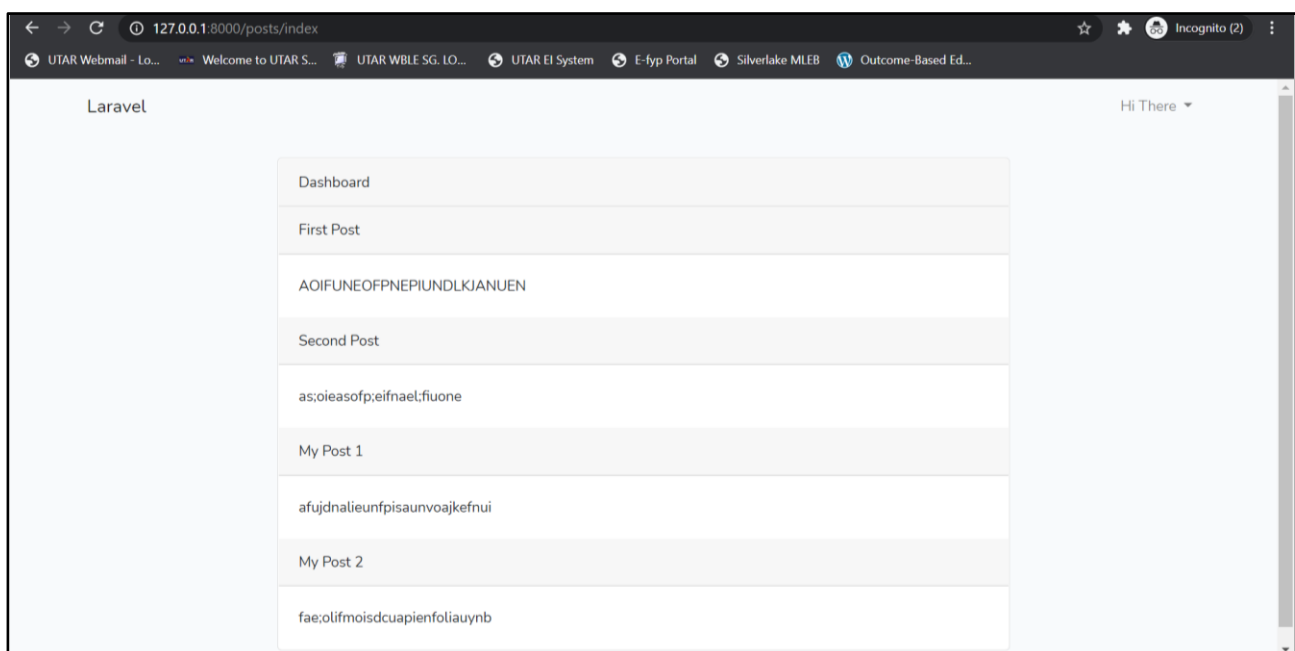 127.0.0.1:8000/posts/index Incognito (2)
UTAR Webmail - Lo... Welcome to UTAR S... UTAR WBLE SG. LO... UTAR EI System E-fyp Portal Silverlake MLEB Outcome-Based Ed...
Laravel Hi There
Dashboard
First Post
AOIFUNEOFPNEPIUNDLKJANUEN
Second Post
as;oieasofp;eifnael;fiuone
My Post 1
afujdnalieunfpisaunvoajkefnui
My Post 2
fae;olifmoisdcuapienfoliauynb